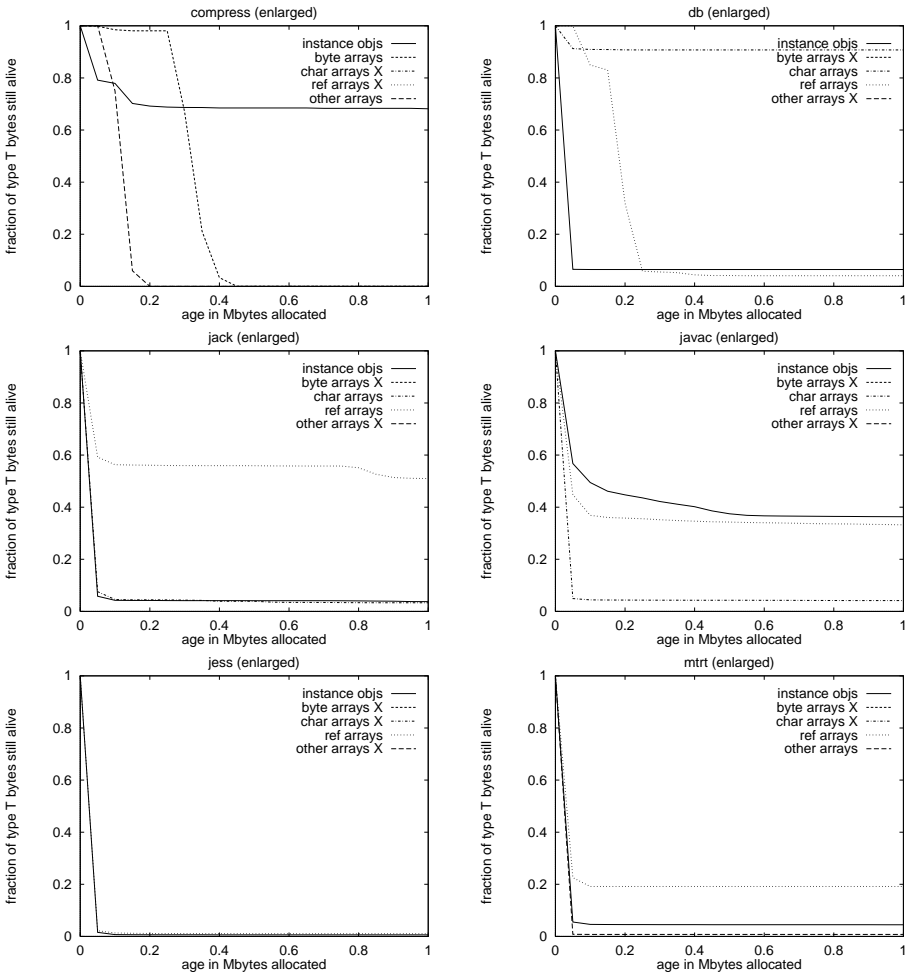 compress (enlarged)
fraction of type T bytes still alive
1
0.8
0.6
0.4
0.2
0
0 0.2 0.4 0.6 0.8 1
age in Mbytes allocated
instance objs
byte arrays
char arrays X
ref arrays X
other arrays
db (enlarged)
fraction of type T bytes still alive
1
0.8
0.6
0.4
0.2
0
0 0.2 0.4 0.6 0.8 1
age in Mbytes allocated
instance objs
byte arrays X
char arrays
ref arrays
other arrays X
jack (enlarged)
fraction of type T bytes still alive
1
0.8
0.6
0.4
0.2
0
0 0.2 0.4 0.6 0.8 1
age in Mbytes allocated
instance objs
byte arrays X
char arrays
ref arrays
other arrays X
javac (enlarged)
fraction of type T bytes still alive
1
0.8
0.6
0.4
0.2
0
0 0.2 0.4 0.6 0.8 1
age in Mbytes allocated
instance objs
byte arrays X
char arrays
ref arrays
other arrays X
jess (enlarged)
fraction of type T bytes still alive
1
0.8
0.6
0.4
0.2
0
0 0.2 0.4 0.6 0.8 1
age in Mbytes allocated
instance objs
byte arrays X
char arrays X
ref arrays
other arrays X
mtrt (enlarged)
fraction of type T bytes still alive
1
0.8
0.6
0.4
0.2
0
0 0.2 0.4 0.6 0.8 1
age in Mbytes allocated
instance objs
byte arrays X
char arrays X
ref arrays
other arrays